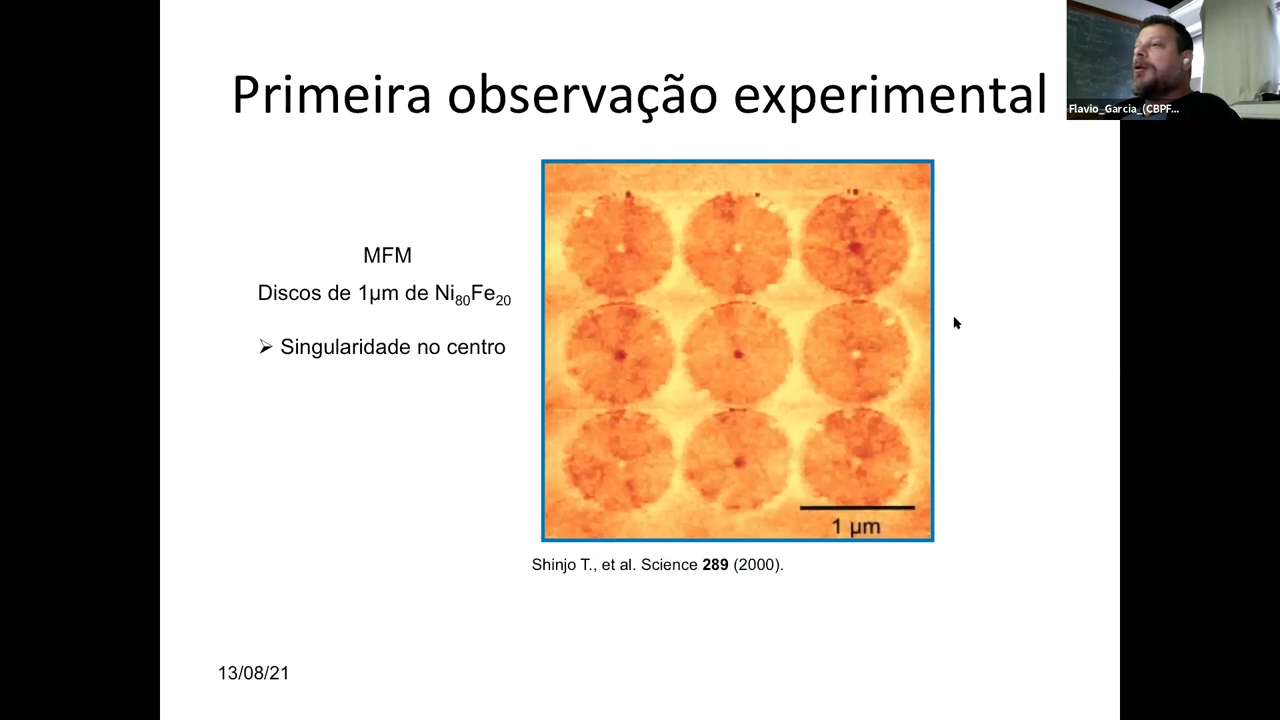 Primeira observação experimental
Flavio_Garcia_(CBPF...
MFM
Discos de 1μm de Ni80Fe20
➢ Singularidade no centro
1 μm
Shinjo T., et al. Science 289 (2000).
13/08/21